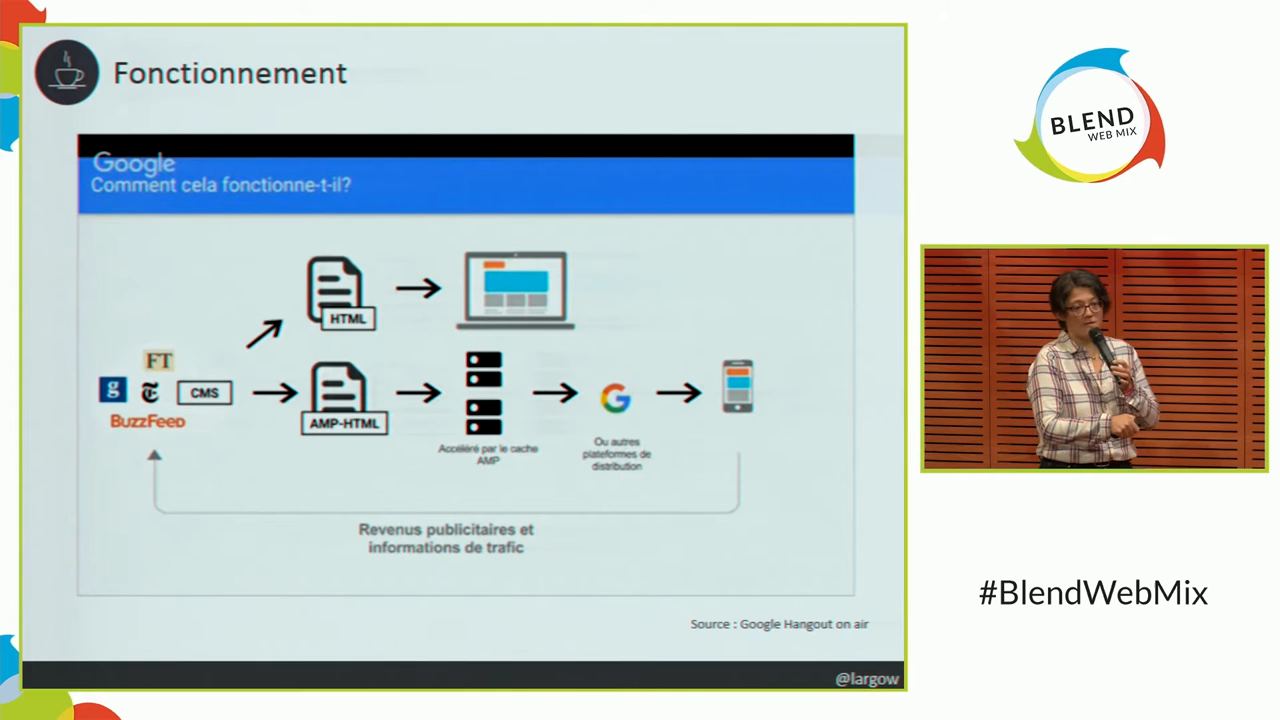 Fonctionnement
Google
Comment cela fonctionne-t-il?
HTML
FT
g
CMS
BuzzFeed
AMP-HTML
Accéléré par le cache
AMP
Ou autres
plateformes de
distribution
Revenus publicitaires et
informations de trafic
Source : Google Hangout on air
@largow
BLEND
WEB MIX
#BlendWebMix